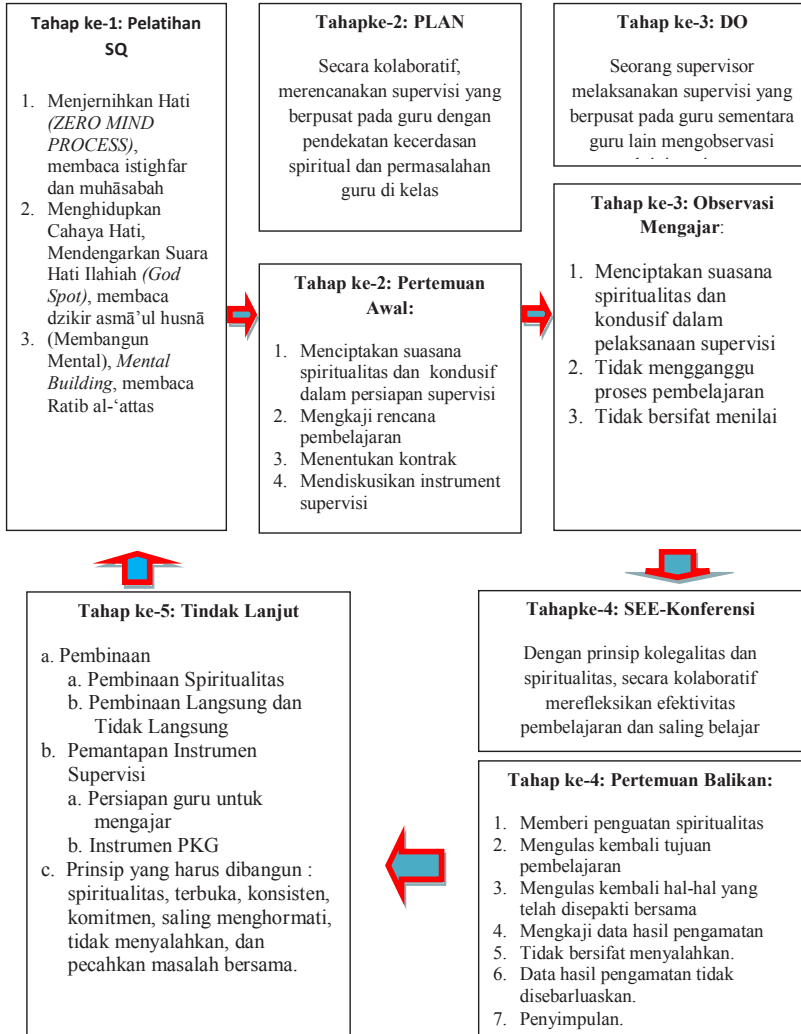 Tahap ke-1: Pelatihan
SQ
1. Menjernihkan Hati
(ZERO MIND
PROCESS),
membaca istighfar
dan muhāsabah
2. Menghidupkan
Cahaya Hati,
Mendengarkan Suara
Hati Ilahiah (God
Spot), membaca
dzikir asmā’ul husnā
3. (Membangun
Mental), Mental
Building, membaca
Ratib al-‘attas
Tahapke-2: PLAN
Secara kolaboratif,
merencanakan supervisi yang
berpusat pada guru dengan
pendekatan kecerdasan
spiritual dan permasalahan
guru di kelas
Tahap ke-2: Pertemuan
Awal:
1. Menciptakan suasana
spiritualitas dan kondusif
dalam persiapan supervisi
2. Mengkaji rencana
pembelajaran
3. Menentukan kontrak
4. Mendiskusikan instrument
supervisi
Tahap ke-3: DO
Seorang supervisor
melaksanakan supervisi yang
berpusat pada guru sementara
guru lain mengobservasi
Tahap ke-3: Observasi
Mengajar:
1. Menciptakan suasana
spiritualitas dan
kondusif dalam
pelaksanaan supervisi
2. Tidak mengganggu
proses pembelajaran
3. Tidak bersifat menilai
Tahapke-4: SEE-Konferensi
Dengan prinsip kolegalitas dan
spiritualitas, secara kolaboratif
merefleksikan efektivitas
pembelajaran dan saling belajar
Tahap ke-4: Pertemuan Balikan:
1. Memberi penguatan spiritualitas
2. Mengulas kembali tujuan
pembelajaran
3. Mengulas kembali hal-hal yang
telah disepakti bersama
4. Mengkaji data hasil pengamatan
5. Tidak bersifat menyalahkan.
6. Data hasil pengamatan tidak
disebarluaskan.
7. Penyimpulan.
Tahap ke-5: Tindak Lanjut
a. Pembinaan
a. Pembinaan Spiritualitas
b. Pembinaan Langsung dan
Tidak Langsung
b. Pemantapan Instrumen
Supervisi
a. Persiapan guru untuk
mengajar
b. Instrumen PKG
c. Prinsip yang harus dibangun :
spiritualitas, terbuka, konsisten,
komitmen, saling menghormati,
tidak menyalahkan, dan
pecahkan masalah bersama.